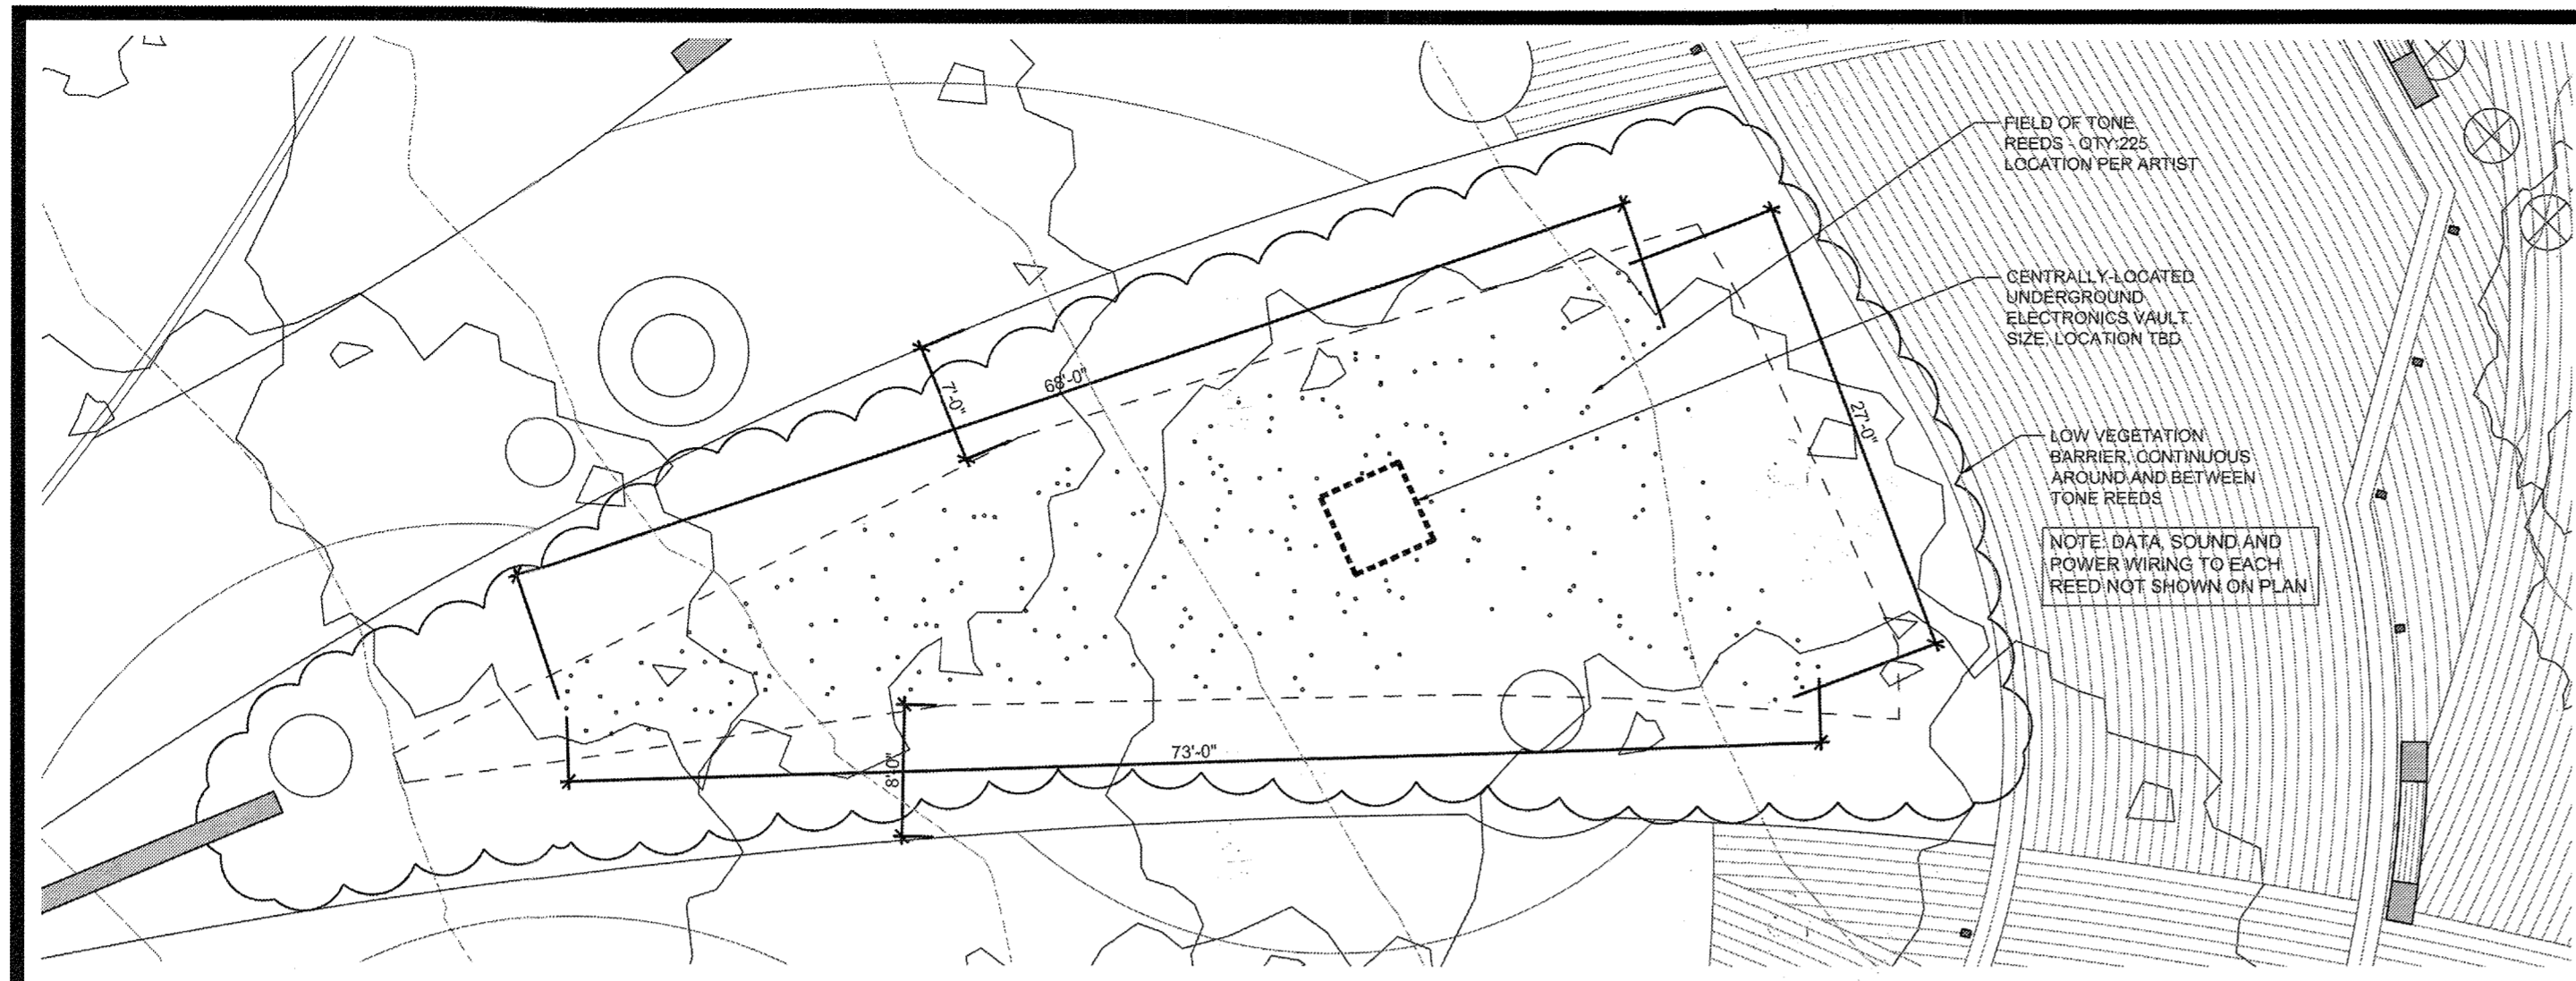 FIELD OF TONE
REEDS - QTY:225
LOCATION PER ARTIST
CENTRALLY-LOCATED
UNDERGROUND
ELECTRONICS VAULT.
SIZE, LOCATION TBD
LOW VEGETATION
BARRIER, CONTINUOUS
AROUND AND BETWEEN
TONE REEDS
NOTE: DATA, SOUND AND
POWER WIRING TO EACH
REED NOT SHOWN ON PLAN
7'-0"
68'-0"
27'-0"
73'-0"
8'-0"